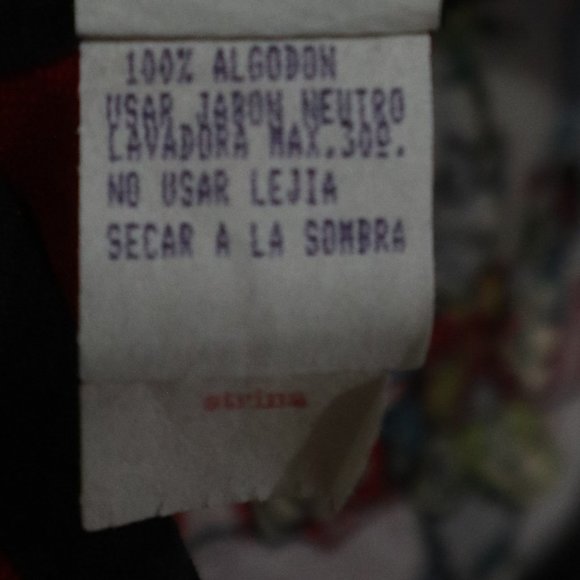 100% ALGODON
USAR JABON NEUTRO
LAVADORA MAX.30º.
NO USAR LEJIA
SECAR A LA SOMBRA